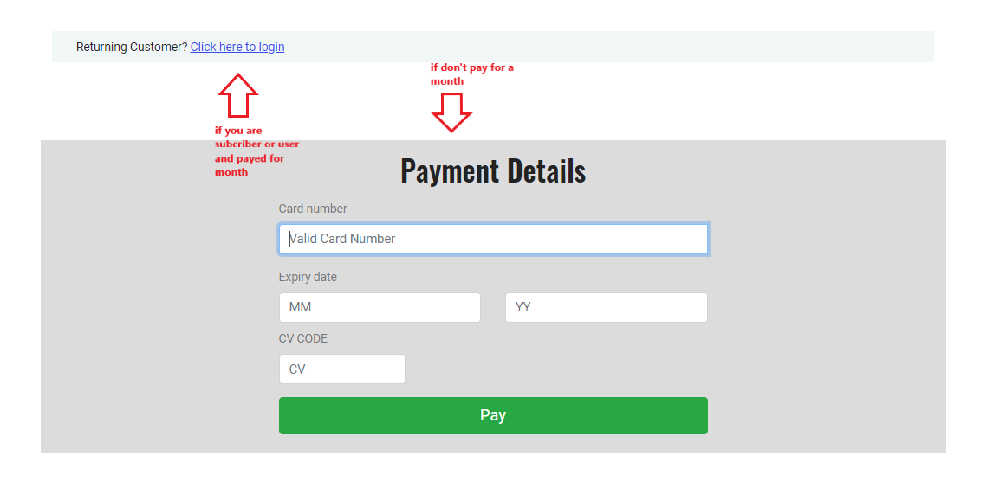 Returning Customer? Click here to login
if don't pay for a
month
if you are
subcriber or user
and payed for
month
Payment Details
Card number
Valid Card Number
Expiry date
MM
YY
CV CODE
CV
Pay